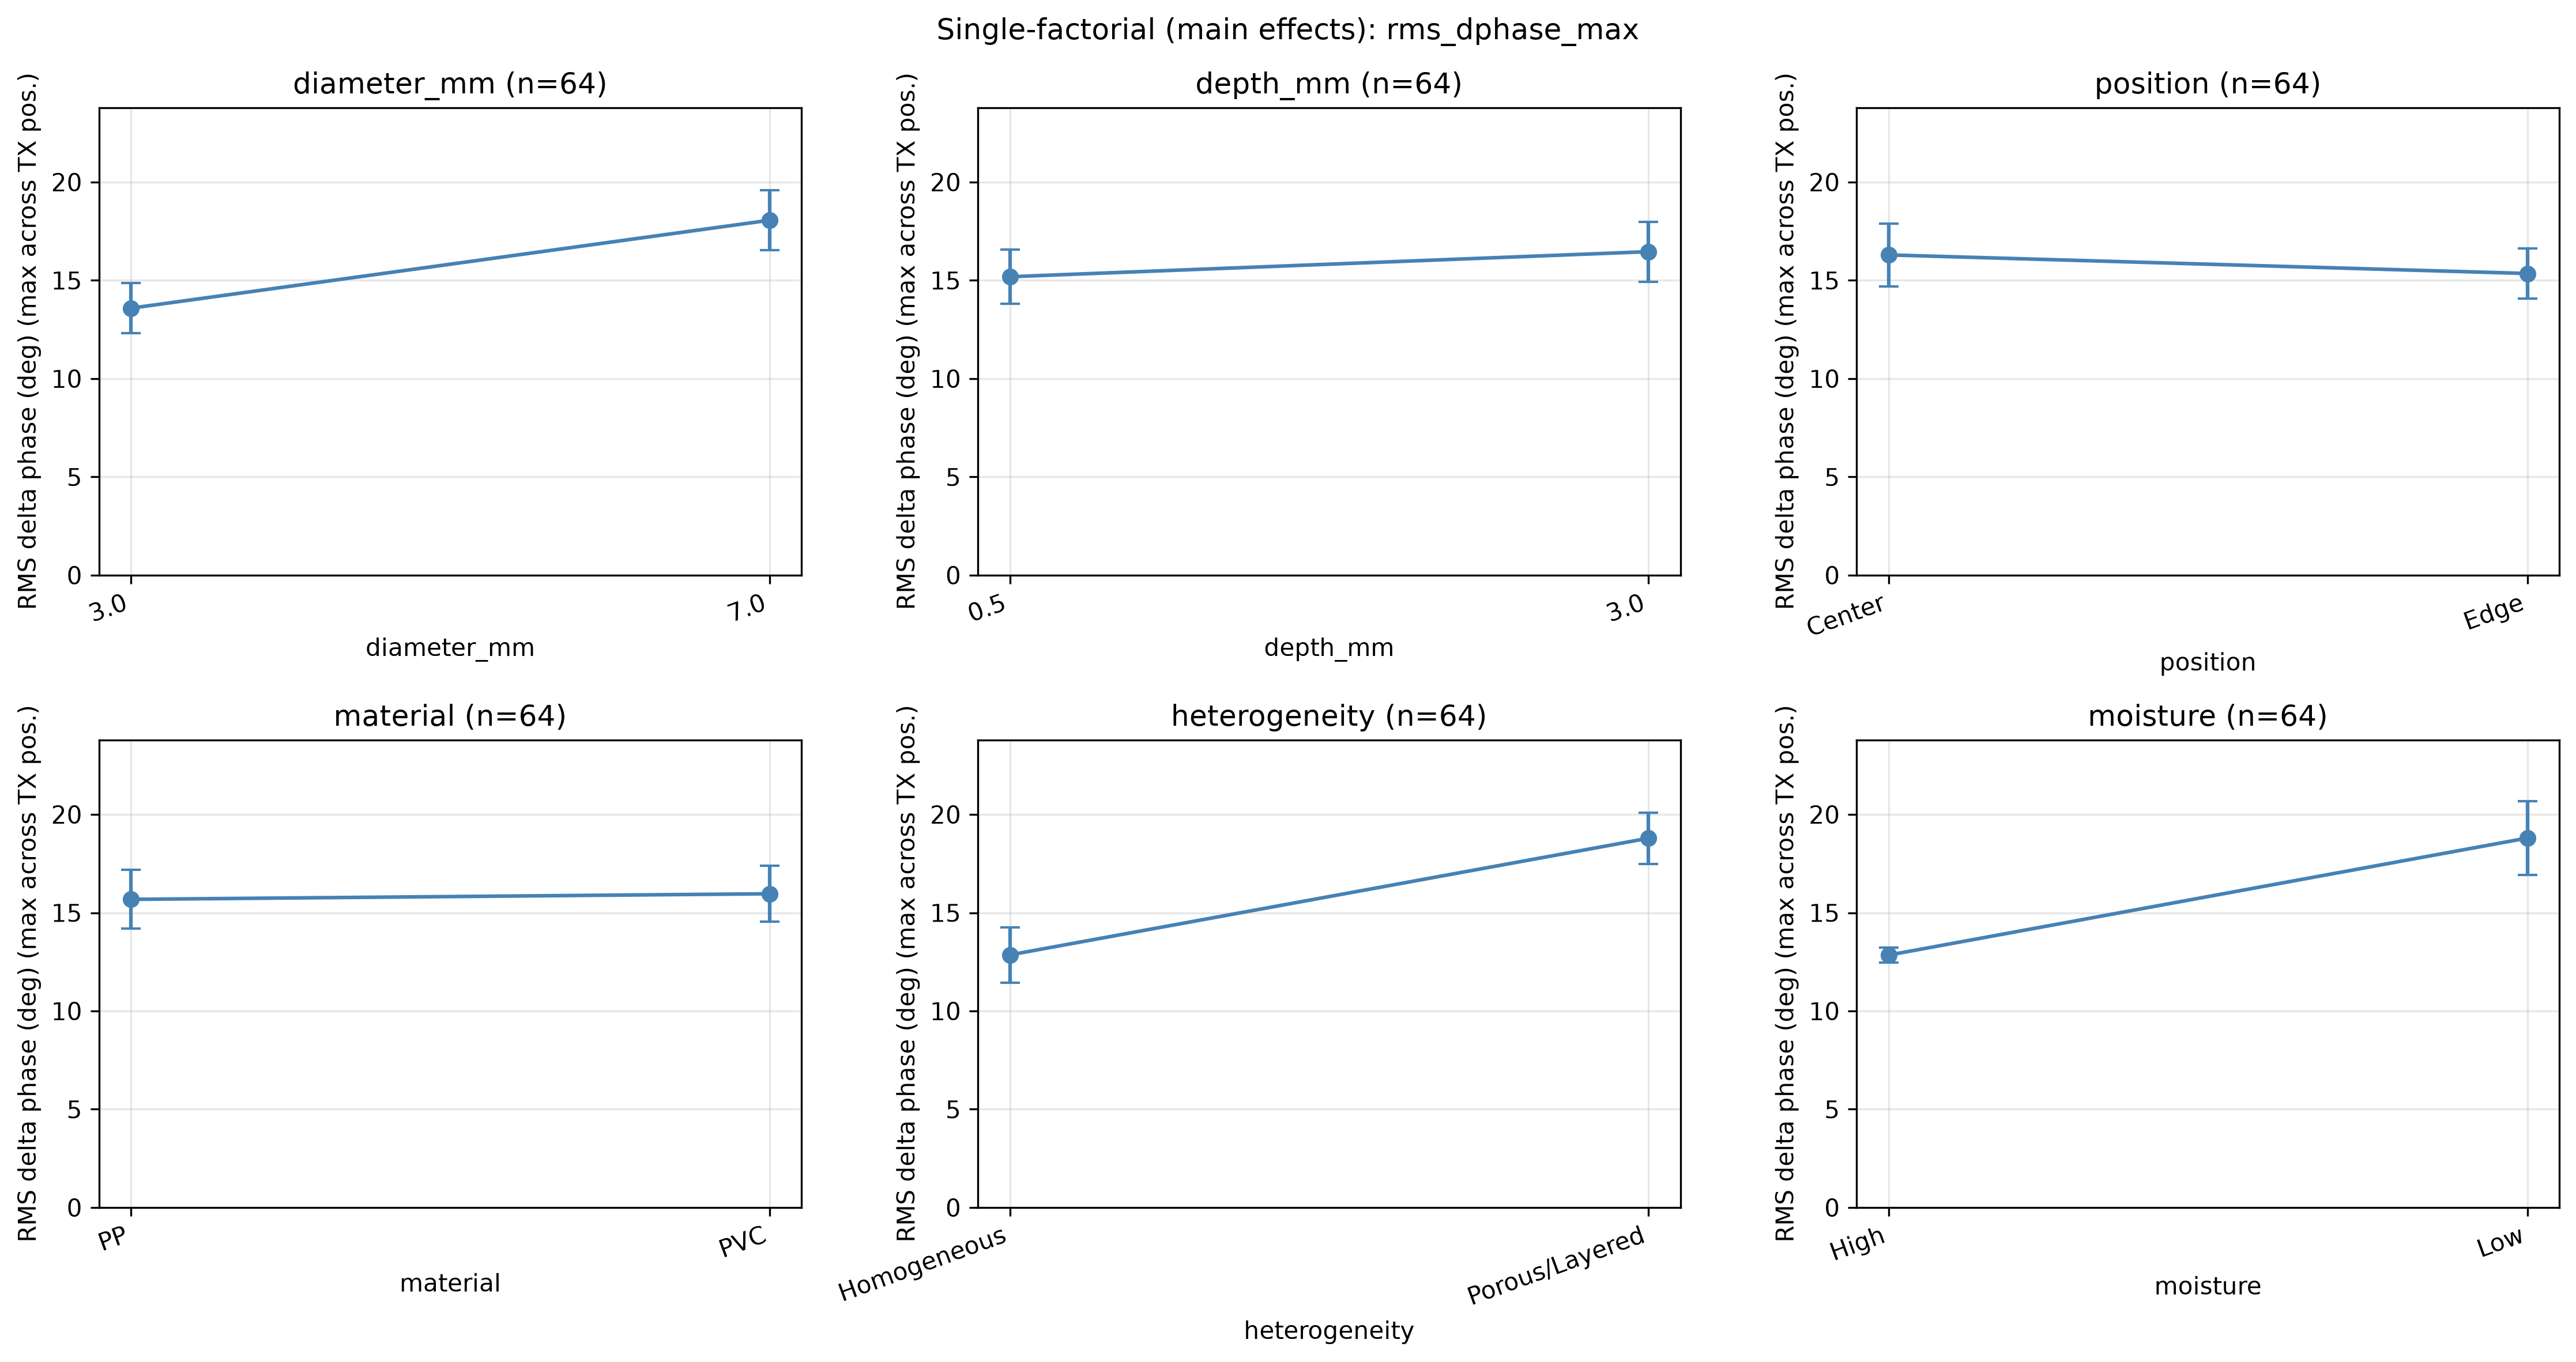 Single-factorial (main effects): rms_dphase_max
diameter_mm (n=64)
RMS delta phase (deg) (max across TX pos.)
20
15
10
5
0
3.0
7.0
diameter_mm
depth_mm (n=64)
RMS delta phase (deg) (max across TX pos.)
20
15
10
5
0
0.5
3.0
depth_mm
position (n=64)
RMS delta phase (deg) (max across TX pos.)
20
15
10
5
0
Center
Edge
position
material (n=64)
RMS delta phase (deg) (max across TX pos.)
20
15
10
5
0
PP
PVC
material
heterogeneity (n=64)
RMS delta phase (deg) (max across TX pos.)
20
15
10
5
0
Homogeneous
Porous/Layered
heterogeneity
moisture (n=64)
RMS delta phase (deg) (max across TX pos.)
20
15
10
5
0
High
Low
moisture